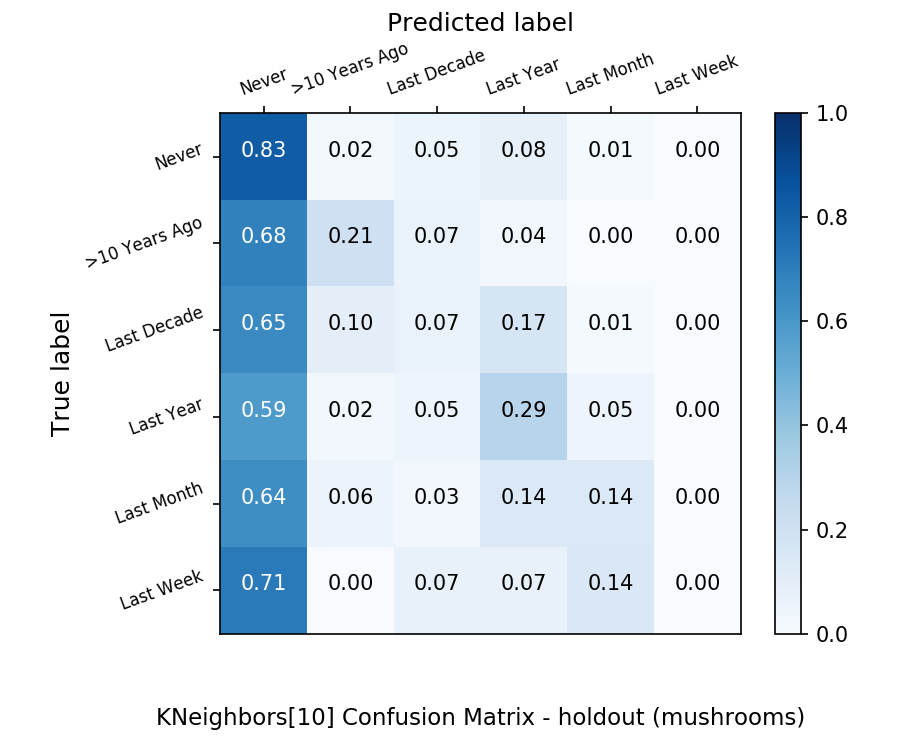 Predicted label
Never >10 Years Ago Last Decade Last Year Last Month Last Week
True label
Never 0.83 0.02 0.05 0.08 0.01 0.00
>10 Years Ago 0.68 0.21 0.07 0.04 0.00 0.00
Last Decade 0.65 0.10 0.07 0.17 0.01 0.00
Last Year 0.59 0.02 0.05 0.29 0.05 0.00
Last Month 0.64 0.06 0.03 0.14 0.14 0.00
Last Week 0.71 0.00 0.07 0.07 0.14 0.00
1.0
0.8
0.6
0.4
0.2
0.0
KNeighbors[10] Confusion Matrix - holdout (mushrooms)